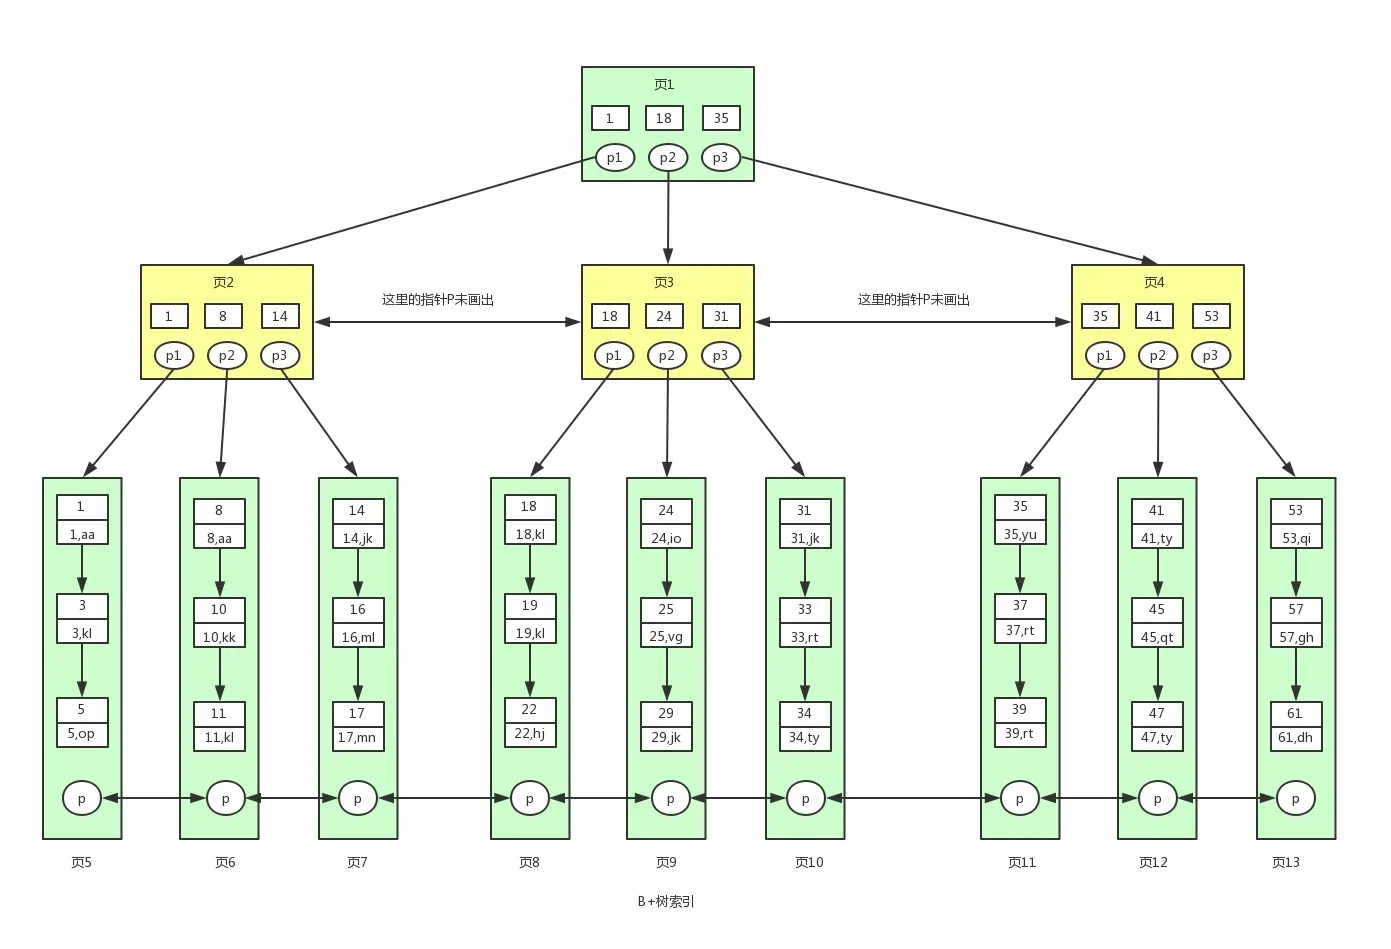 页1
1 18 35
p1 p2 p3
页2
1 8 14
p1 p2 p3
这里的指针P未画出
页3
18 24 31
p1 p2 p3
这里的指针P未画出
页4
35 41 53
p1 p2 p3
1
1,aa
3
3,kl
5
5,op
p
页5
8
8,aa
10
10,kk
11
11,kl
p
页6
14
14,jk
16
16,ml
17
17,mn
p
页7
18
18,kl
19
19,kl
22
22,hj
p
页8
24
24,io
25
25,vg
29
29,jk
p
页9
31
31,jk
33
33,rt
34
34,ty
p
页10
35
35,yu
37
37,rt
39
39,rt
p
页11
41
41,ty
45
45,qt
47
47,ty
p
页12
53
53,qi
57
57,gh
61
61,dh
p
页13
B+树索引